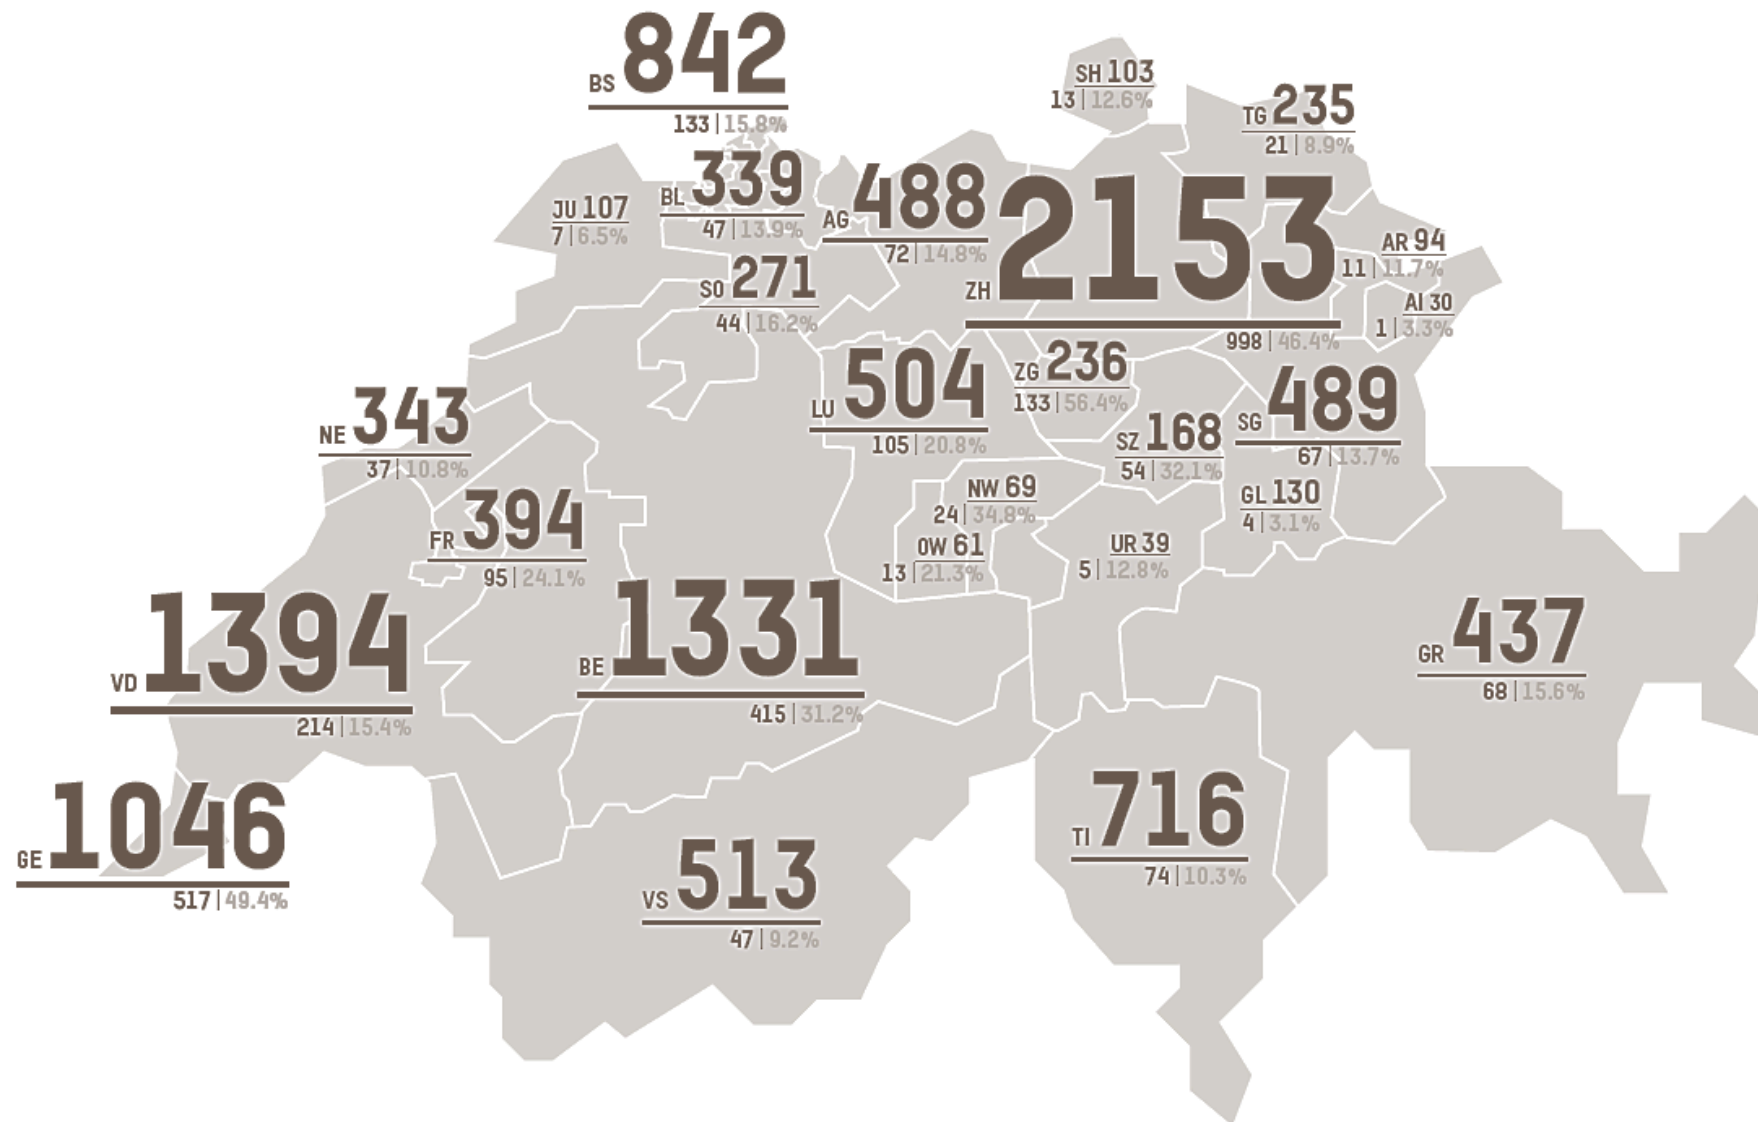 BS 842
133 | 15.8%
SH 103
13 | 12.6%
TG 235
21 | 8.9%
JU 107
7 | 6.5%
BL 339
47 | 13.9%
AG 488
72 | 14.8%
ZH 2153
998 | 46.4%
AR 94
11 | 11.7%
AI 30
1 | 3.3%
SO 271
44 | 16.2%
NE 343
37 | 10.8%
LU 504
105 | 20.8%
ZG 236
133 | 56.4%
SZ 168
54 | 32.1%
SG 489
67 | 13.7%
FR 394
95 | 24.1%
NW 69
24 | 34.8%
OW 61
13 | 21.3%
UR 39
5 | 12.8%
GL 130
4 | 3.1%
VD 1394
214 | 15.4%
BE 1331
415 | 31.2%
GR 437
68 | 15.6%
GE 1046
517 | 49.4%
VS 513
47 | 9.2%
TI 716
74 | 10.3%